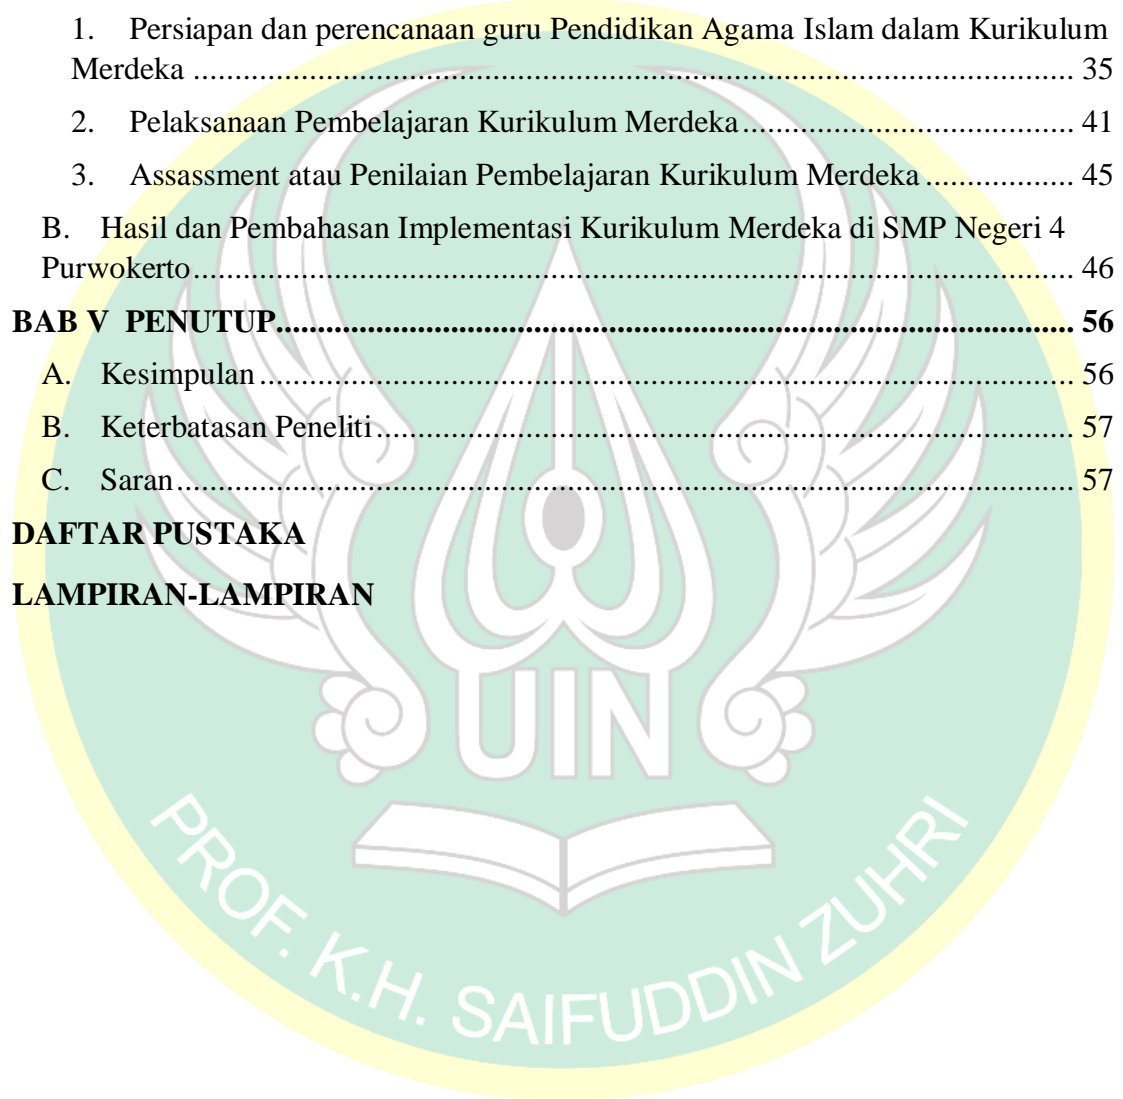 1. Persiapan dan perencanaan guru Pendidikan Agama Islam dalam Kurikulum
Merdeka ........................................................................ 35
2. Pelaksanaan Pembelajaran Kurikulum Merdeka ........................................ 41
3. Assassment atau Penilaian Pembelajaran Kurikulum Merdeka .................. 45
B. Hasil dan Pembahasan Implementasi Kurikulum Merdeka di SMP Negeri 4
Purwokerto ........................................................................ 46
BAB V PENUTUP ........................................................................ 56
A. Kesimpulan ........................................................................ 56
B. Keterbatasan Peneliti ........................................................................ 57
C. Saran ........................................................................ 57
DAFTAR PUSTAKA
LAMPIRAN-LAMPIRAN
UIN
PROF. K.H. SAIFUDDIN ZUHRI